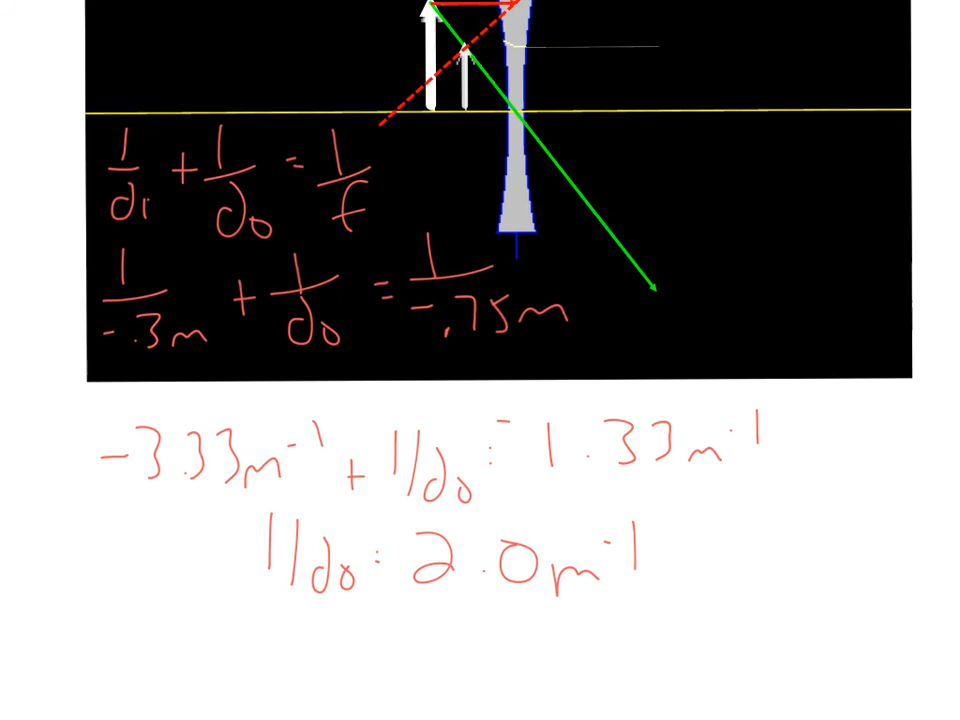 1/di + 1/do = 1/f
1/-.3m + 1/do = 1/-.75m
-3.33m⁻¹ + 1/do = -1.33m⁻¹
1/do = 2.0m⁻¹